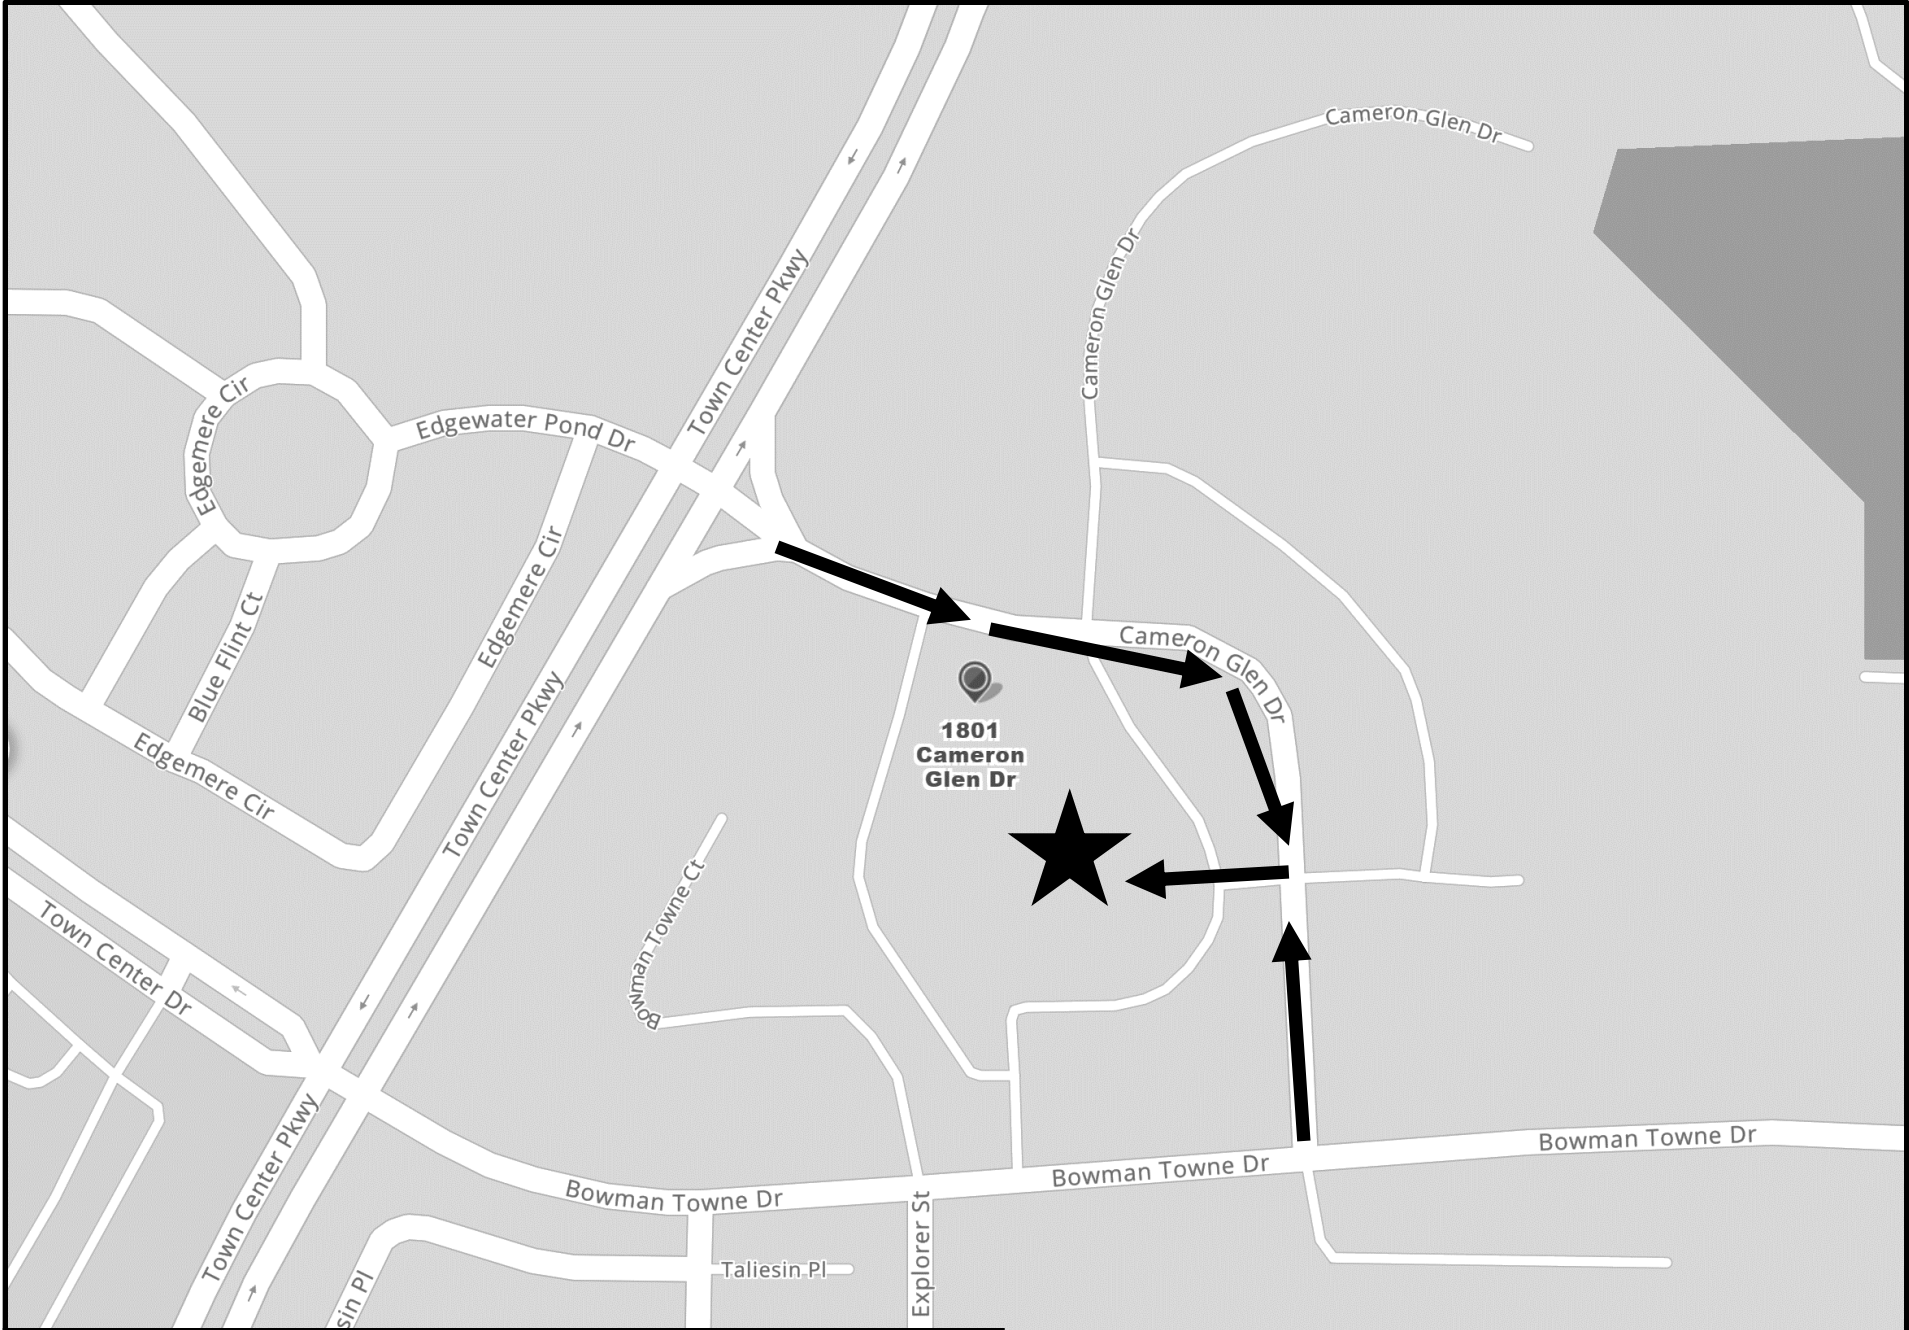 Cameron Glen Dr
Cameron Glen Dr
Town Center Pkwy
Edgemere Cir
Edgewater Pond Dr
Edgemere Cir
Blue Flint Ct
Cameron Glen Dr
Town Center Pkwy
1801
Cameron
Glen Dr
Edgemere Cir
Bowman Towne Ct
Town Center Dr
Town Center Pkwy
Bowman Towne Dr
Bowman Towne Dr
Bowman Towne Dr
Explorer St
Taliesin Pl
sin Pl